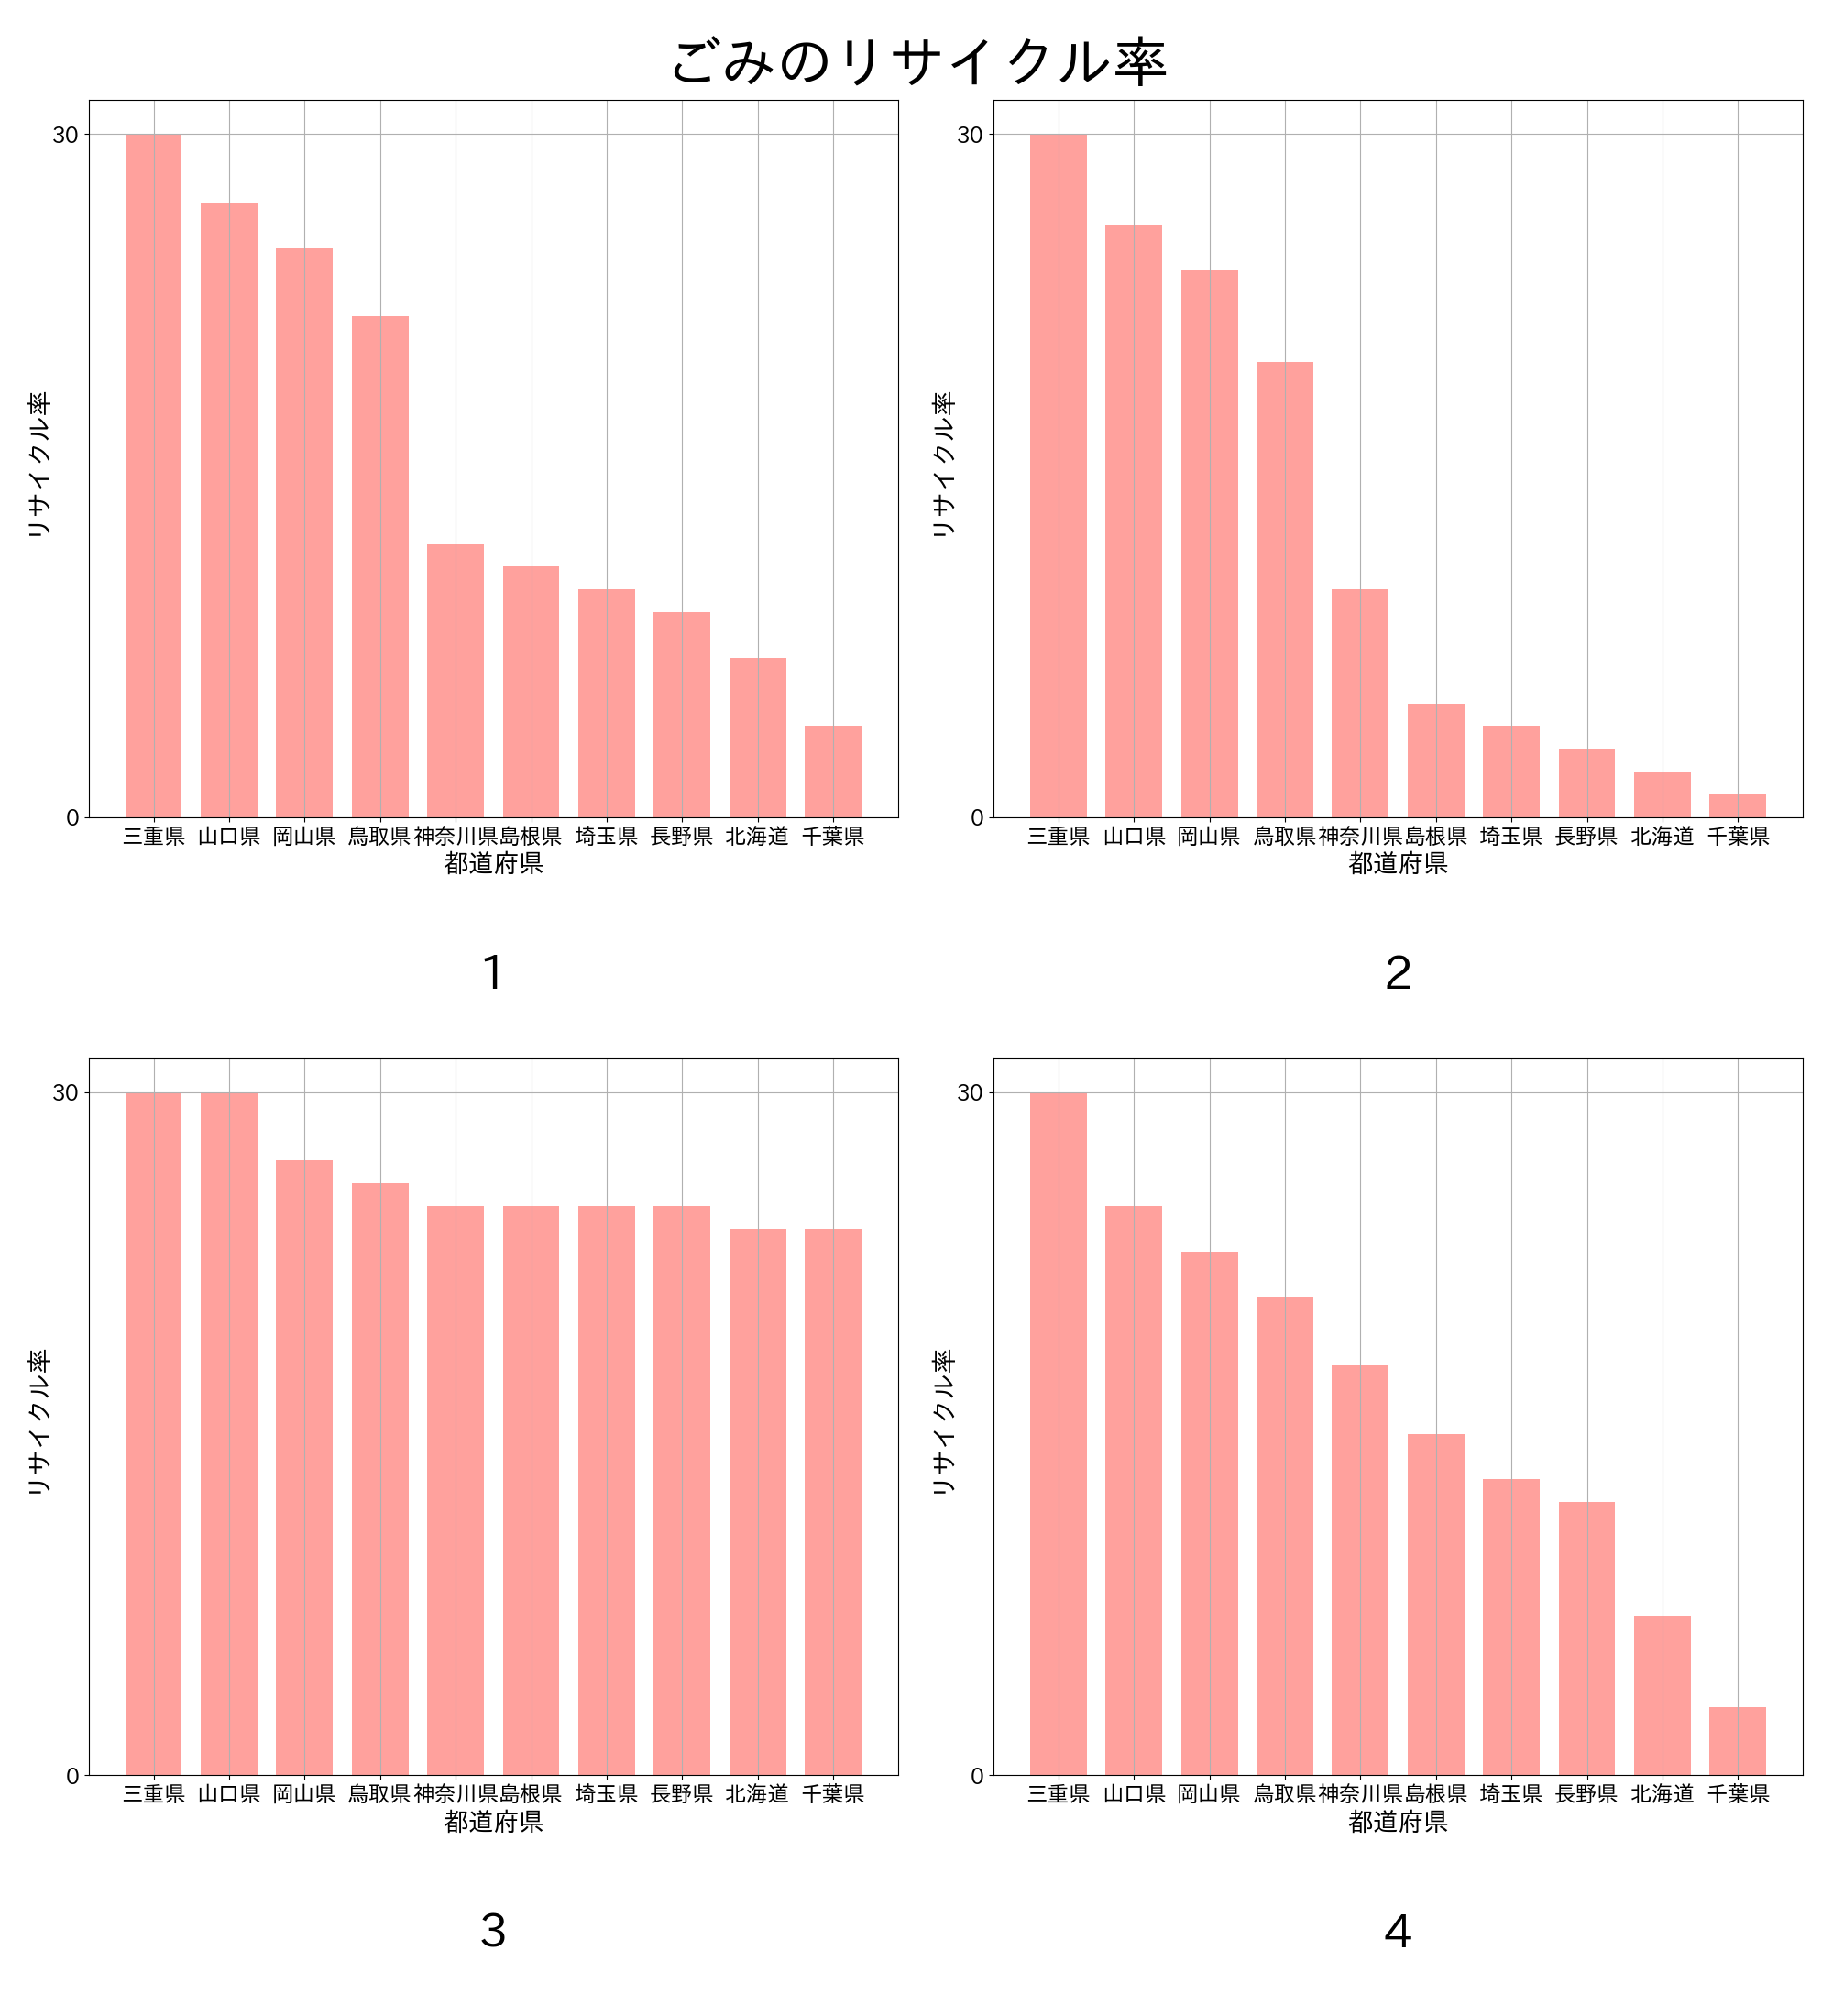 ごみのリサイクル率
30
0
リサイクル率
三重県 山口県 岡山県 鳥取県 神奈川県 島根県 埼玉県 長野県 北海道 千葉県
都道府県
1
30
0
リサイクル率
三重県 山口県 岡山県 鳥取県 神奈川県 島根県 埼玉県 長野県 北海道 千葉県
都道府県
2
30
0
リサイクル率
三重県 山口県 岡山県 鳥取県 神奈川県 島根県 埼玉県 長野県 北海道 千葉県
都道府県
3
30
0
リサイクル率
三重県 山口県 岡山県 鳥取県 神奈川県 島根県 埼玉県 長野県 北海道 千葉県
都道府県
4